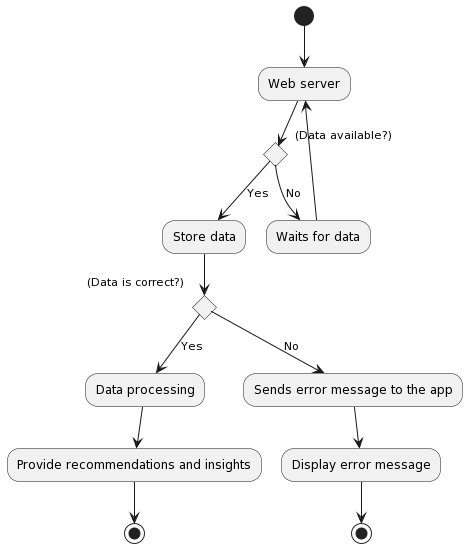 Web server
(Data available?)
Yes
No
Store data
Waits for data
(Data is correct?)
Yes
No
Data processing
Sends error message to the app
Provide recommendations and insights
Display error message